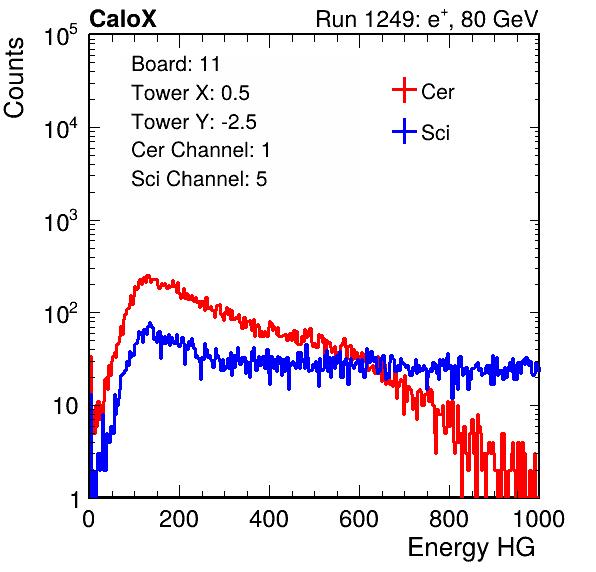 CaloX Run 1249: e⁺, 80 GeV
Counts
10⁵
10⁴
10³
10²
10
1
Board: 11
Tower X: 0.5
Tower Y: -2.5
Cer Channel: 1
Sci Channel: 5
Cer
Sci
0 200 400 600 800 1000
Energy HG